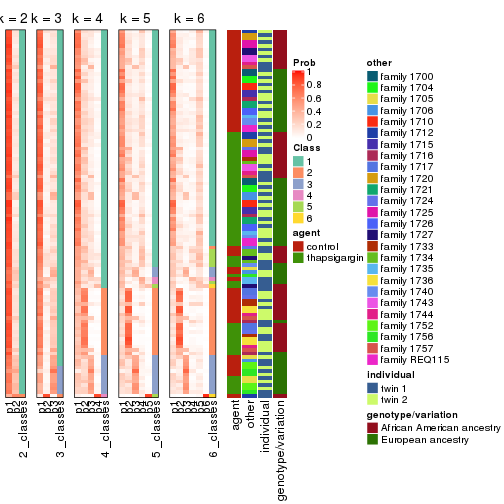 k = 2
k = 3
k = 4
k = 5
k = 6
Prob
1
0.8
0.6
0.4
0.2
0
Class
1
2
3
4
5
6
agent
control
thapsigargin
other
family 1700
family 1704
family 1705
family 1706
family 1710
family 1712
family 1715
family 1716
family 1717
family 1720
family 1721
family 1724
family 1725
family 1726
family 1727
family 1733
family 1734
family 1735
family 1736
family 1740
family 1743
family 1744
family 1752
family 1756
family 1757
family REQ115
individual
twin 1
twin 2
genotype/variation
African American ancestry
European ancestry
p1
p2
2_classes
p1
p2
p3
3_classes
p1
p2
p3
p4
4_classes
p1
p2
p3
p4
p5
5_classes
p1
p2
p3
p4
p5
p6
6_classes
agent
other
individual
genotype/variation